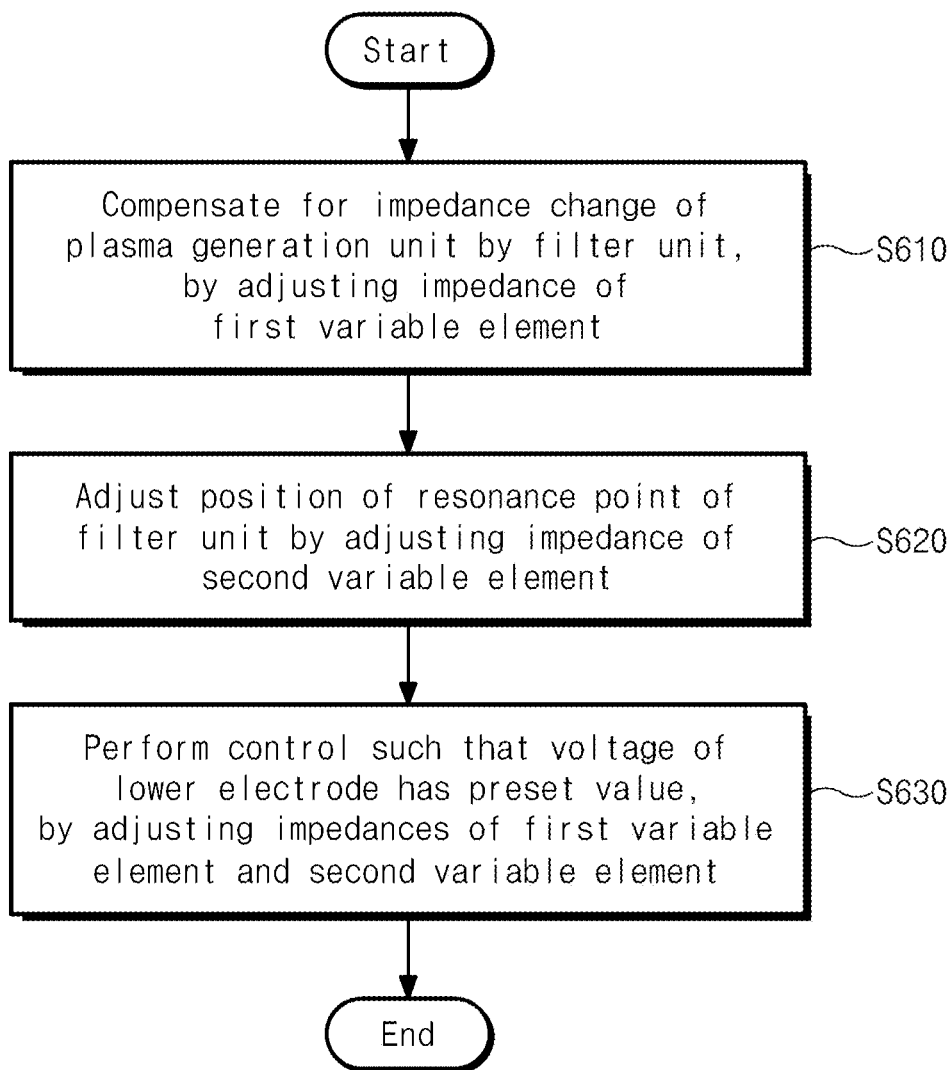 Start
Compensate for impedance change of
plasma generation unit by filter unit,
by adjusting impedance of
first variable element
S610
Adjust position of resonance point of
filter unit by adjusting impedance of
second variable element
S620
Perform control such that voltage of
lower electrode has preset value,
by adjusting impedances of first variable
element and second variable element
S630
End